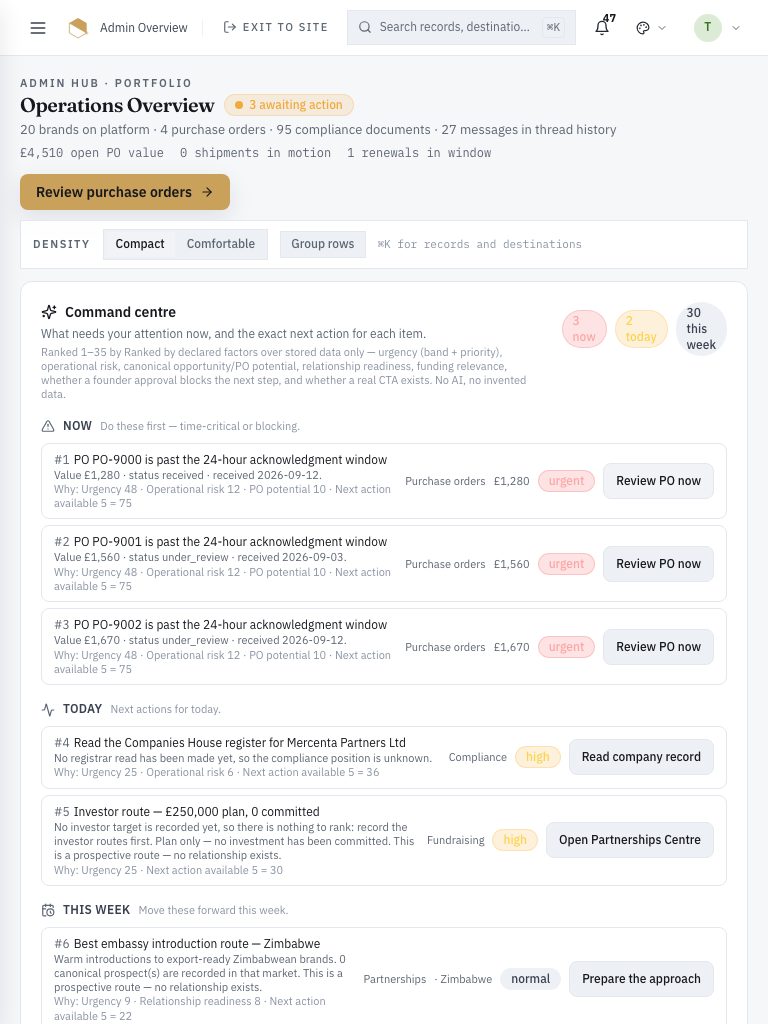 Admin Overview
EXIT TO SITE
Search records, destinatio...
⌘K
47
T
ADMIN HUB · PORTFOLIO
Operations Overview
3 awaiting action
20 brands on platform · 4 purchase orders · 95 compliance documents · 27 messages in thread history
£4,510 open PO value 0 shipments in motion 1 renewals in window
Review purchase orders →
DENSITY
Compact
Comfortable
Group rows
⌘K for records and destinations
Command centre
What needs your attention now, and the exact next action for each item.
Ranked 1–35 by Ranked by declared factors over stored data only — urgency (band + priority),
operational risk, canonical opportunity/PO potential, relationship readiness, funding relevance,
whether a founder approval blocks the next step, and whether a real CTA exists. No AI, no invented
data.
3
now
2
today
30
this
week
NOW Do these first — time-critical or blocking.
#1 PO PO-9000 is past the 24-hour acknowledgment window
Value £1,280 · status received · received 2026-09-12.
Why: Urgency 48 · Operational risk 12 · PO potential 10 · Next action
available 5 = 75
Purchase orders £1,280 urgent Review PO now
#2 PO PO-9001 is past the 24-hour acknowledgment window
Value £1,560 · status under_review · received 2026-09-03.
Why: Urgency 48 · Operational risk 12 · PO potential 10 · Next action
available 5 = 75
Purchase orders £1,560 urgent Review PO now
#3 PO PO-9002 is past the 24-hour acknowledgment window
Value £1,670 · status under_review · received 2026-09-12.
Why: Urgency 48 · Operational risk 12 · PO potential 10 · Next action
available 5 = 75
Purchase orders £1,670 urgent Review PO now
TODAY Next actions for today.
#4 Read the Companies House register for Mercenta Partners Ltd
No registrar read has been made yet, so the compliance position is unknown.
Why: Urgency 25 · Operational risk 6 · Next action available 5 = 36
Compliance high Read company record
#5 Investor route — £250,000 plan, 0 committed
No investor target is recorded yet, so there is nothing to rank: record the
investor routes first. Plan only — no investment has been committed. This
is a prospective route — no relationship exists.
Why: Urgency 25 · Next action available 5 = 30
Fundraising high Open Partnerships Centre
THIS WEEK Move these forward this week.
#6 Best embassy introduction route — Zimbabwe
Warm introductions to export-ready Zimbabwean brands. 0
canonical prospect(s) are recorded in that market. This is a
prospective route — no relationship exists.
Why: Urgency 9 · Relationship readiness 8 · Next action
available 5 = 22
Partnerships · Zimbabwe normal Prepare the approach